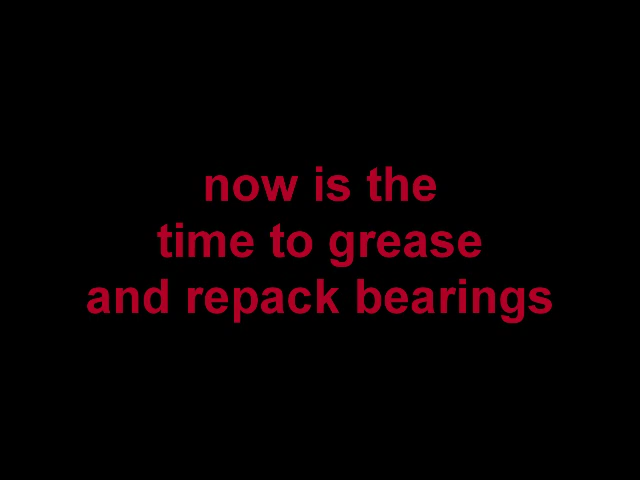 now is the
time to grease
and repack bearings